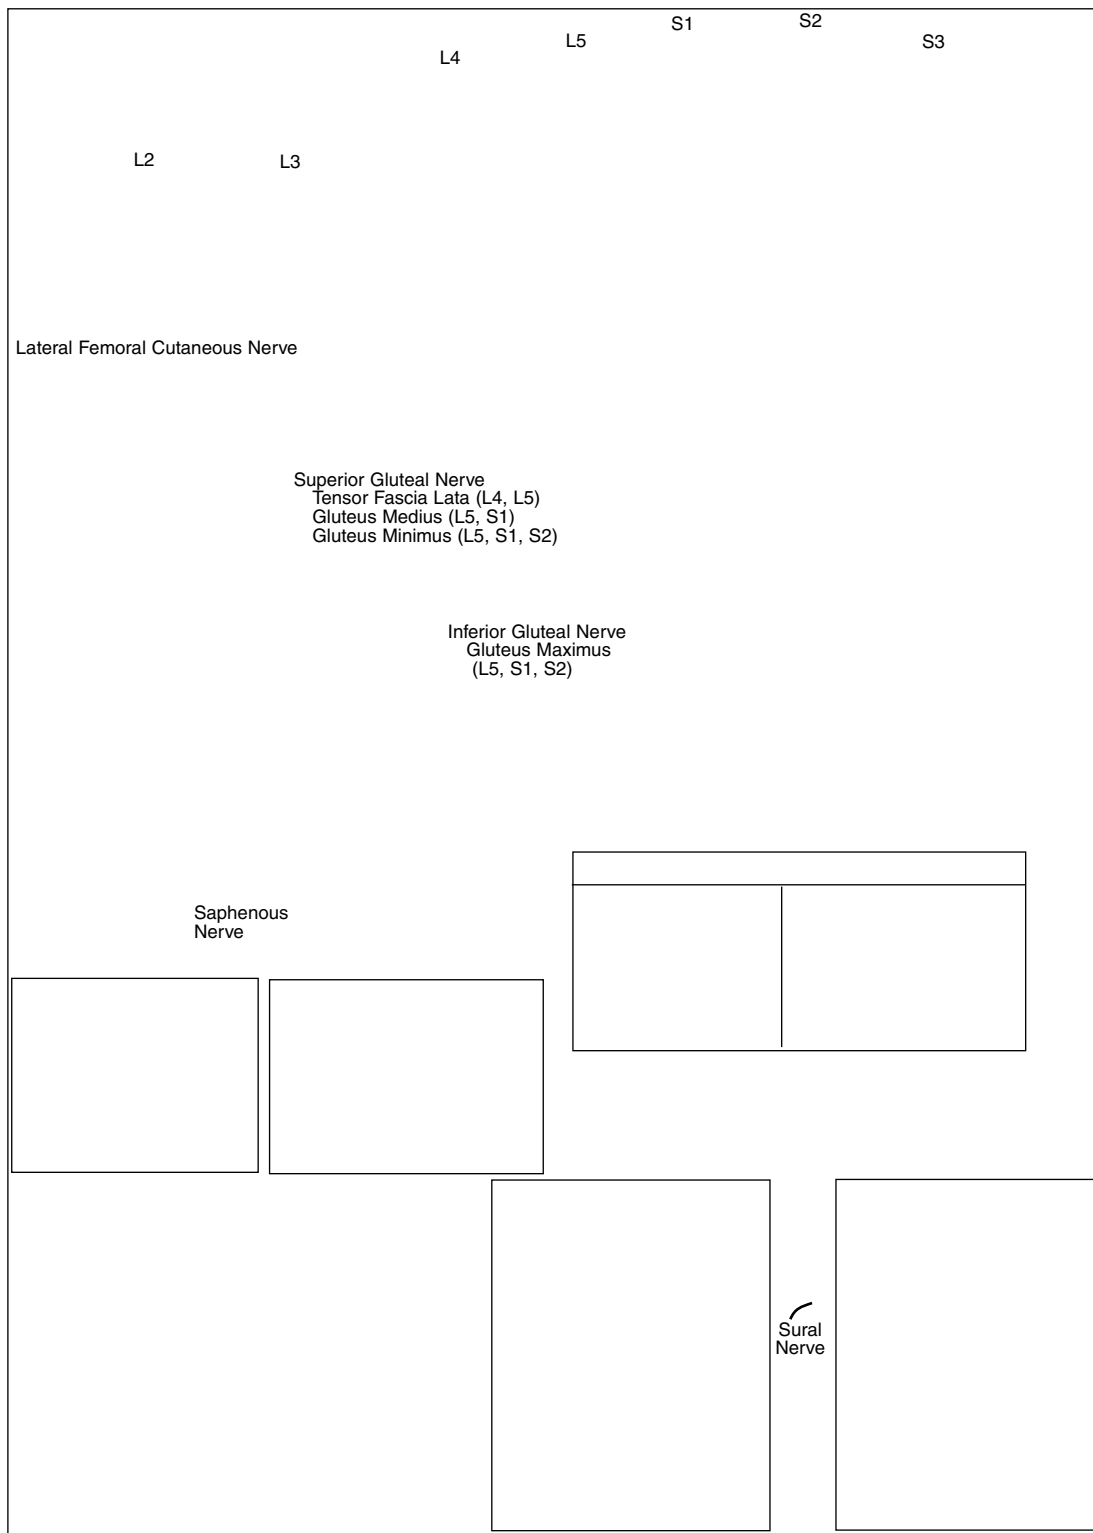 S1
S2
L5
S3
L4
L2
L3
Lateral Femoral Cutaneous Nerve
Superior Gluteal Nerve
Tensor Fascia Lata (L4, L5)
Gluteus Medius (L5, S1)
Gluteus Minimus (L5, S1, S2)
Inferior Gluteal Nerve
Gluteus Maximus
(L5, S1, S2)
Saphenous
Nerve
Sural
Nerve